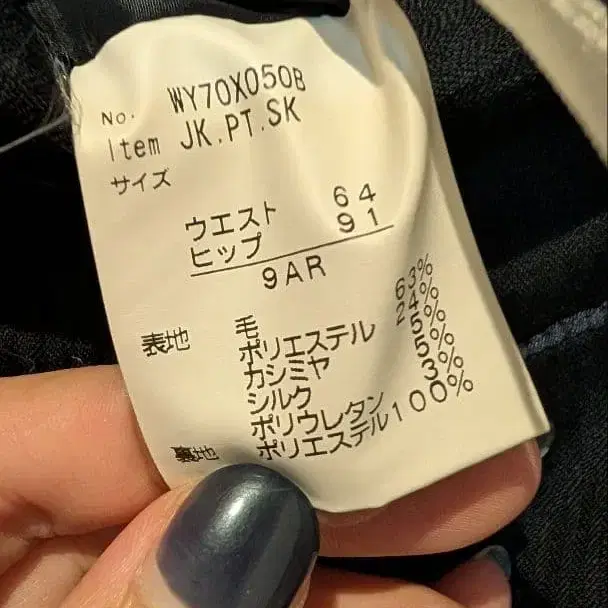 No. WY70X050B
Item JK.PT.SK
サイズ
ウエスト 64
ヒップ 91
9AR
表地 毛 63%
ポリエステル 24%
カシミヤ 5%
シルク 5%
ポリウレタン 3%
裏地 ポリエステル100%